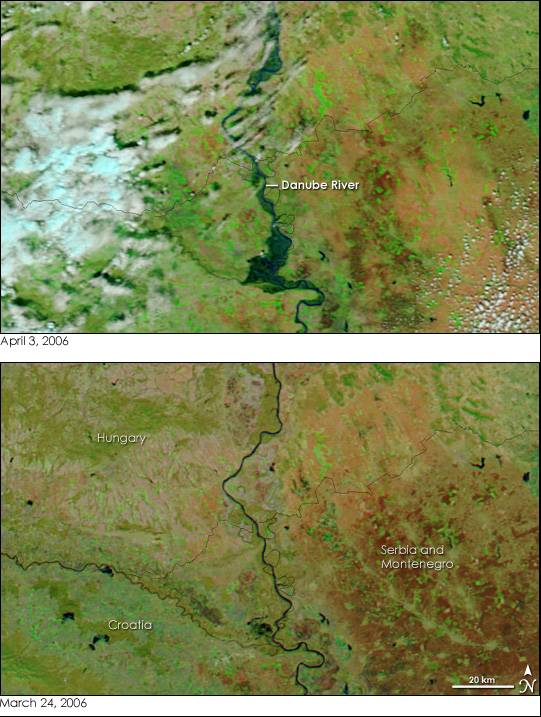 Danube River
April 3, 2006
Hungary
Serbia and
Montenegro
Croatia
20 km
N
March 24, 2006